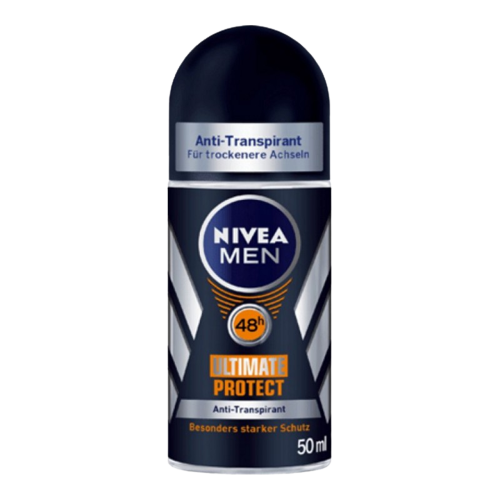 Anti-Transpirant
Für trockenere Achseln
NIVEA
MEN
48h
ULTIMATE
PROTECT
Anti-Transpirant
Besonders starker Schutz
50 ml